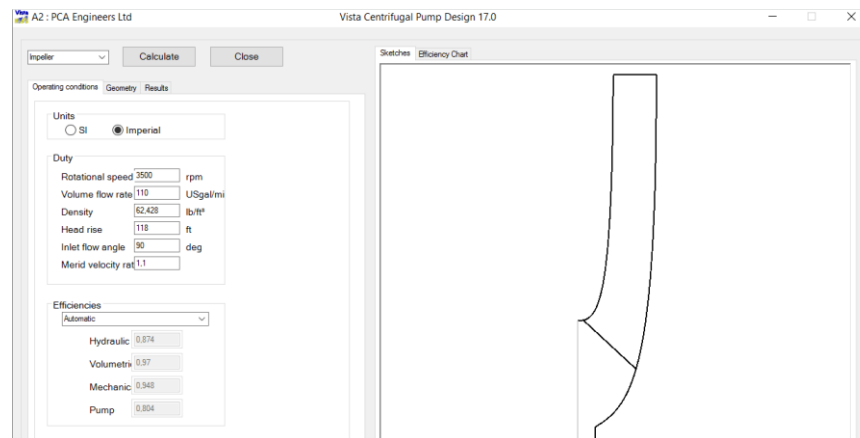 Vista A2 : PCA Engineers Ltd Vista Centrifugal Pump Design 17.0
Impeller Calculate Close
Sketches Efficiency Chart
Operating conditions Geometry Results
Units
SI Imperial
Duty
Rotational speed 3500 rpm
Volume flow rate 110 USgal/mi
Density 62,428 lb/ft³
Head rise 118 ft
Inlet flow angle 90 deg
Merid velocity rat 1,1
Efficiencies
Automatic
Hydraulic 0,874
Volumetri 0,97
Mechanic 0,948
Pump 0,804